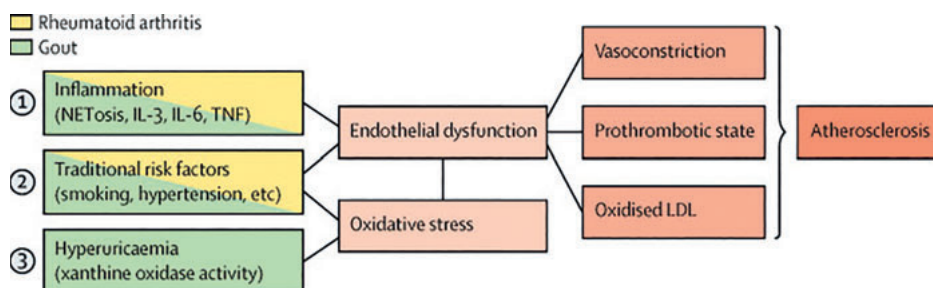 Rheumatoid arthritis
Gout
① Inflammation
(NETosis, IL-3, IL-6, TNF)
② Traditional risk factors
(smoking, hypertension, etc)
③ Hyperuricaemia
(xanthine oxidase activity)
Endothelial dysfunction
Oxidative stress
Vasoconstriction
Prothrombotic state
Oxidised LDL
Atherosclerosis